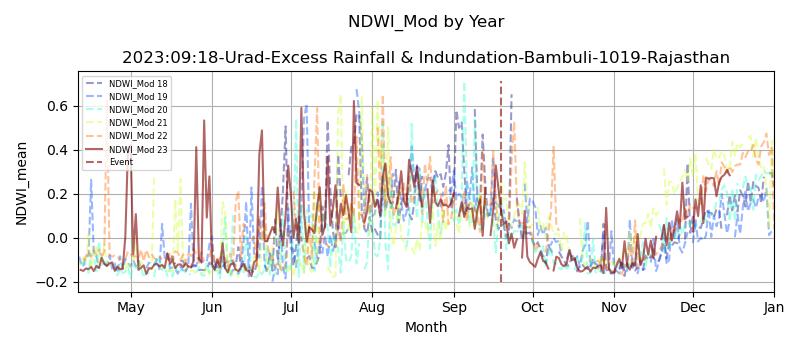 NDWI_Mod by Year
2023:09:18-Urad-Excess Rainfall & Indundation-Bambuli-1019-Rajasthan
NDWI_Mod 18
NDWI_Mod 19
NDWI_Mod 20
NDWI_Mod 21
NDWI_Mod 22
NDWI_Mod 23
Event
NDWI_mean
0.6
0.4
0.2
0.0
−0.2
May Jun Jul Aug Sep Oct Nov Dec Jan
Month